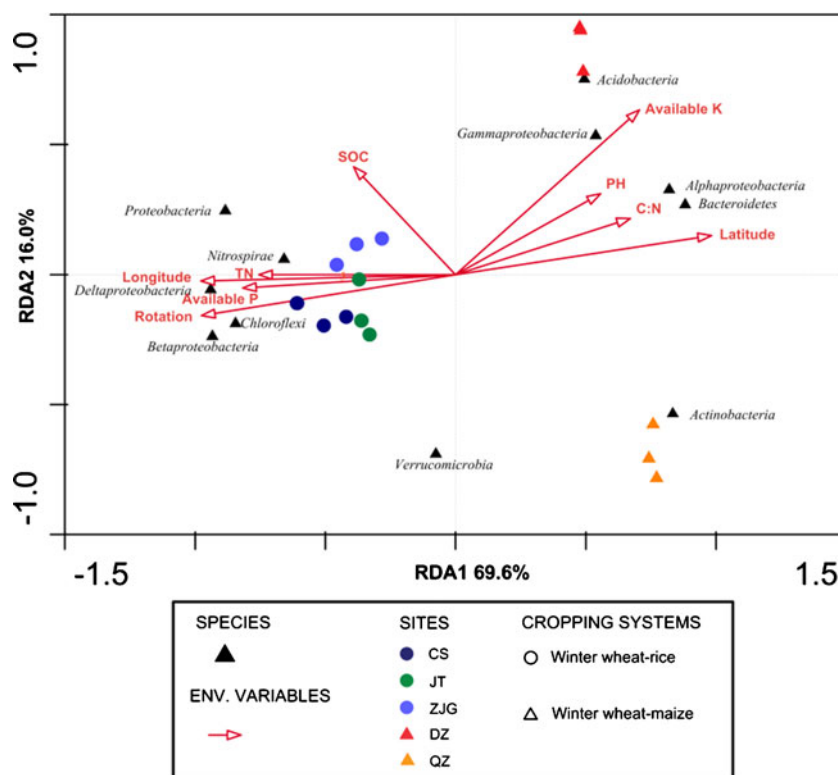 1.0
Acidobacteria
Available K
Gammaproteobacteria
SOC
PH
Alphaproteobacteria
C:N
Bacteroidetes
Proteobacteria
Latitude
Nitrospirae
RDA2 16.0%
TN
Longitude
Deltaproteobacteria
Available P
Rotation
Chloroflexi
Betaproteobacteria
Actinobacteria
Verrucomicrobia
-1.0
-1.5
RDA1 69.6%
1.5
SPECIES
SITES
CROPPING SYSTEMS
CS
Winter wheat-rice
JT
ENV. VARIABLES
ZJG
Winter wheat-maize
DZ
QZ